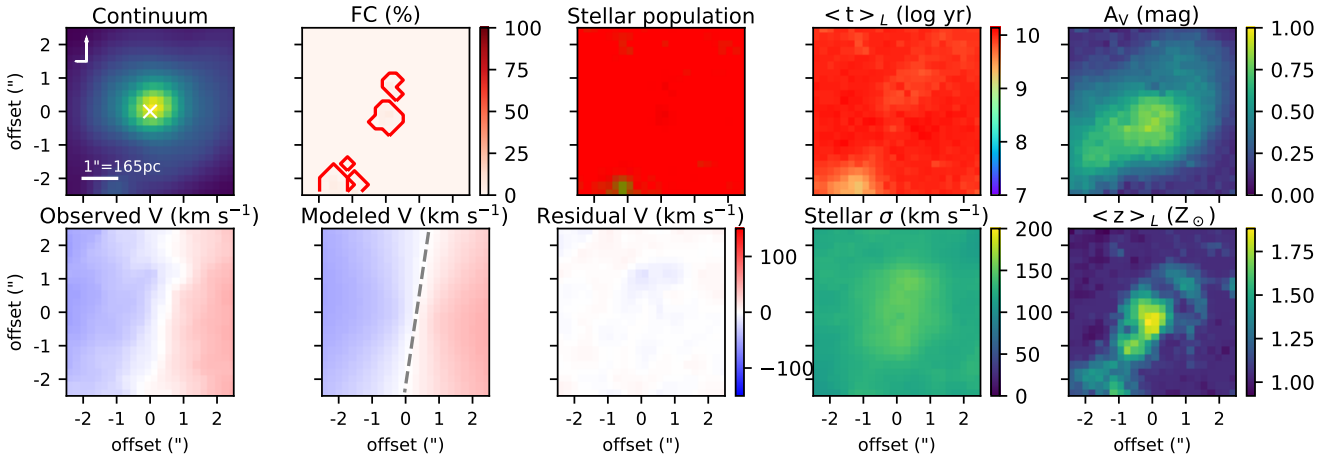 Continuum
FC (%)
Stellar population
< t > L (log yr)
A_V (mag)
2
1
0
-1
-2
offset (")
1"=165pc
100
75
50
25
0
10
9
8
7
1.00
0.75
0.50
0.25
0.00
Observed V (km s⁻¹)
Modeled V (km s⁻¹)
Residual V (km s⁻¹)
Stellar σ (km s⁻¹)
< z > L (Z⊙)
2
1
0
-1
-2
offset (")
100
0
−100
200
150
100
50
0
1.75
1.50
1.25
1.00
-2 -1 0 1 2
-2 -1 0 1 2
-2 -1 0 1 2
-2 -1 0 1 2
-2 -1 0 1 2
offset (")
offset (")
offset (")
offset (")
offset (")